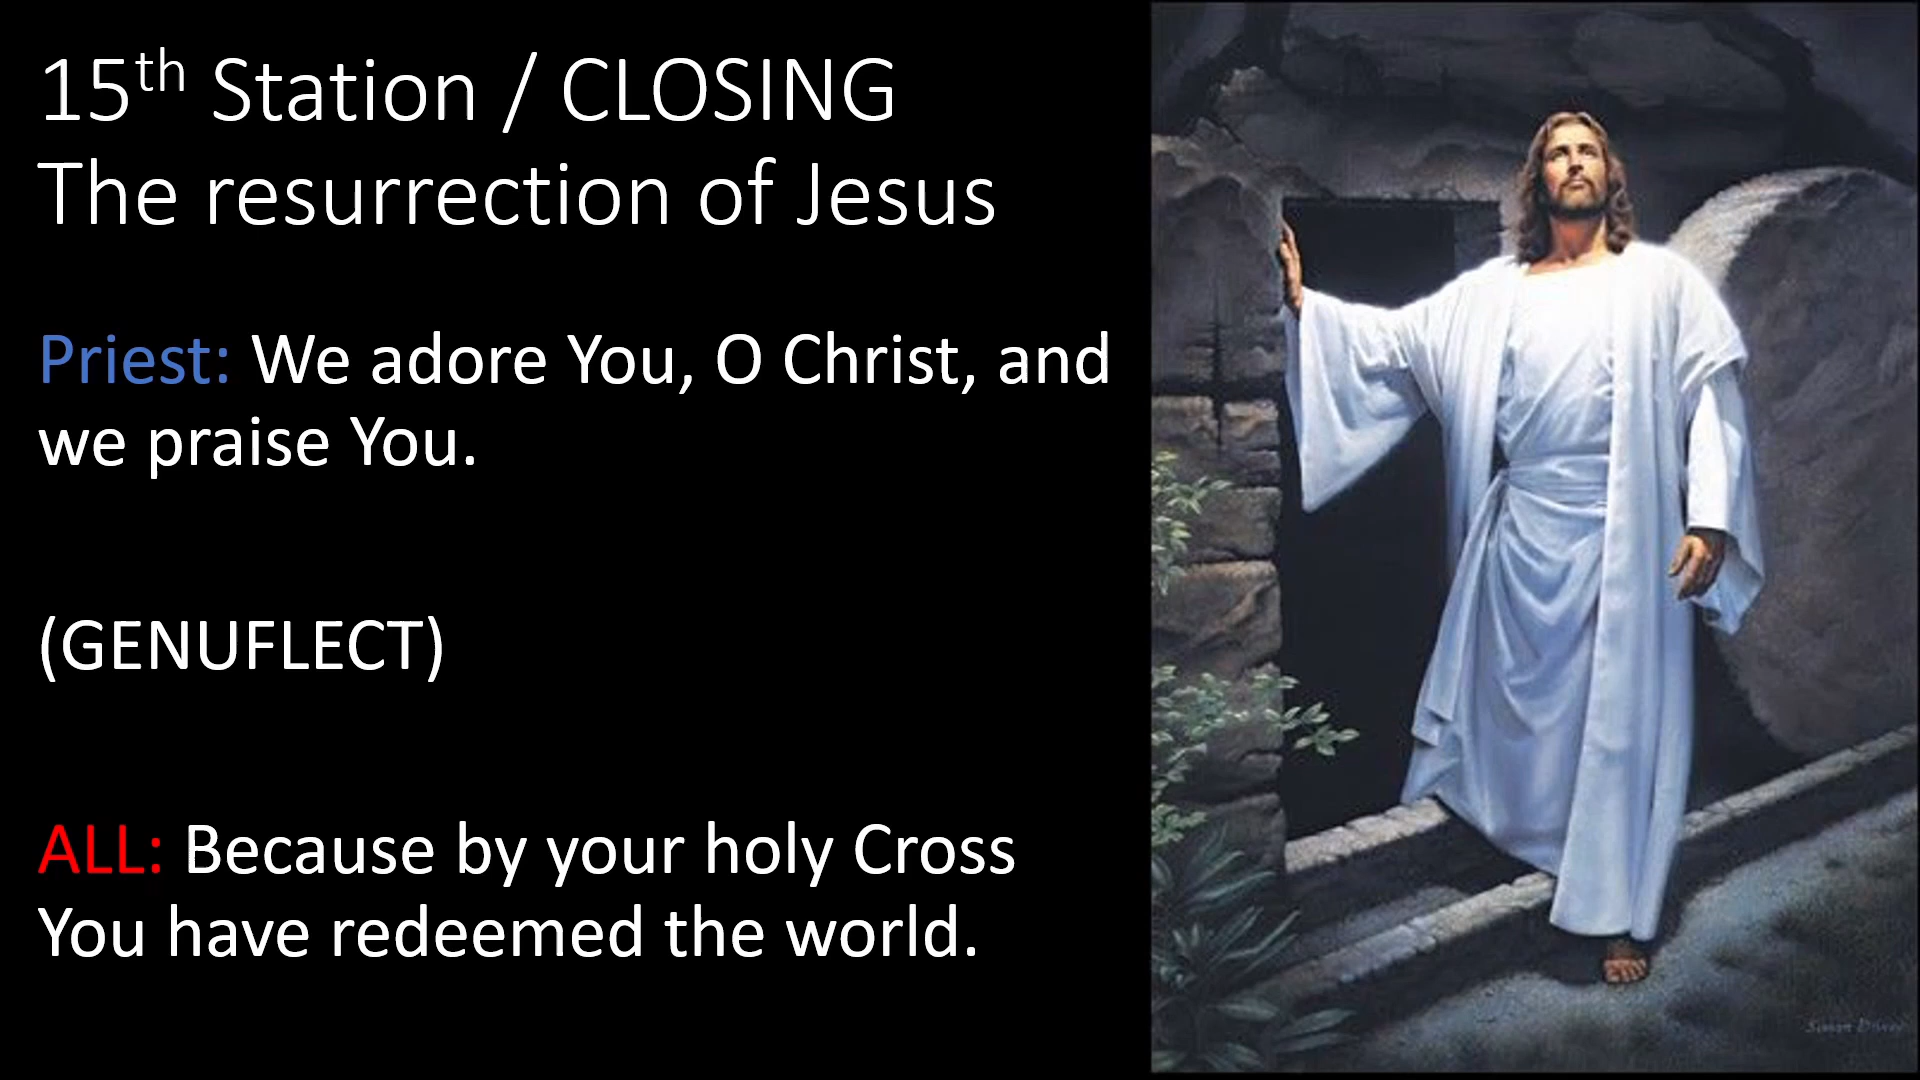 15th Station / CLOSING
The resurrection of Jesus
Priest: We adore You, O Christ, and
we praise You.
(GENUFLECT)
ALL: Because by your holy Cross
You have redeemed the world.